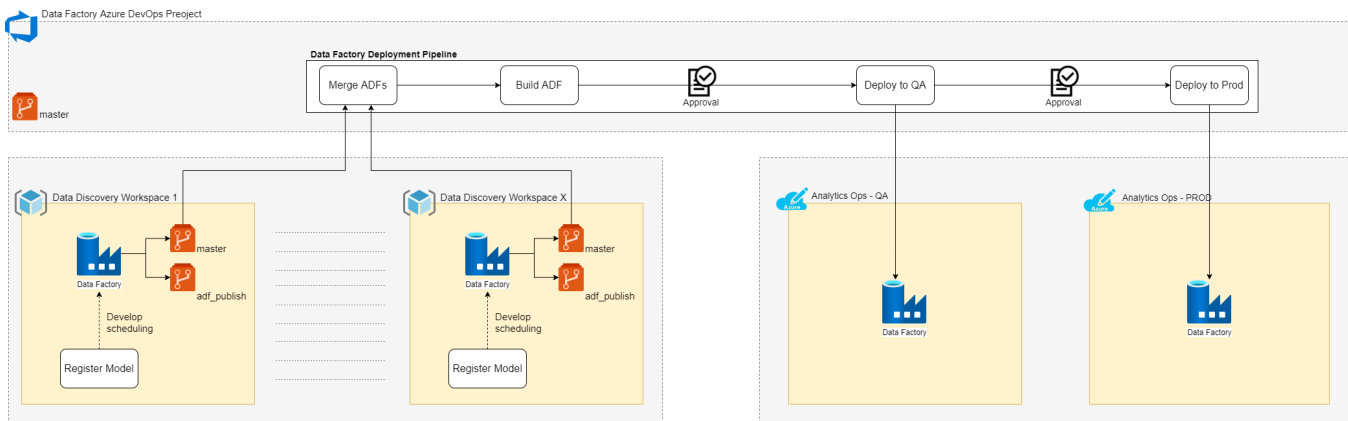 Data Factory Azure DevOps Preoject
Data Factory Deployment Pipeline
Merge ADFs
Build ADF
Approval
Deploy to QA
Approval
Deploy to Prod
master
Data Discovery Workspace 1
master
adf_publish
Data Factory
Develop
scheduling
Register Model
Data Discovery Workspace X
master
adf_publish
Data Factory
Develop
scheduling
Register Model
Azure
Analytics Ops - QA
Data Factory
Azure
Analytics Ops - PROD
Data Factory